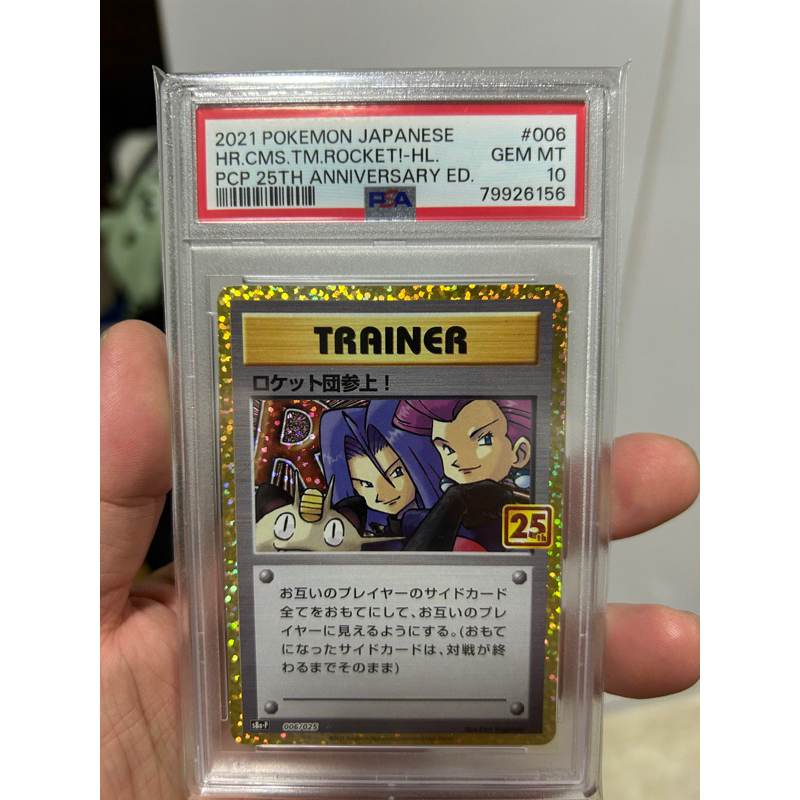 2021 POKEMON JAPANESE #006
HR.CMS.TM.ROCKET!-HL. GEM MT
PCP 25TH ANNIVERSARY ED. 10
PSA 79926156
TRAINER
ロケット団参上！
R
25th
お互いのプレイヤーのサイドカード
全てをおもてにして、お互いのプレ
イヤーに見えるようにする。(おもて
になったサイドカードは、対戦が終
わるまでそのまま)
s8a-P 006/025